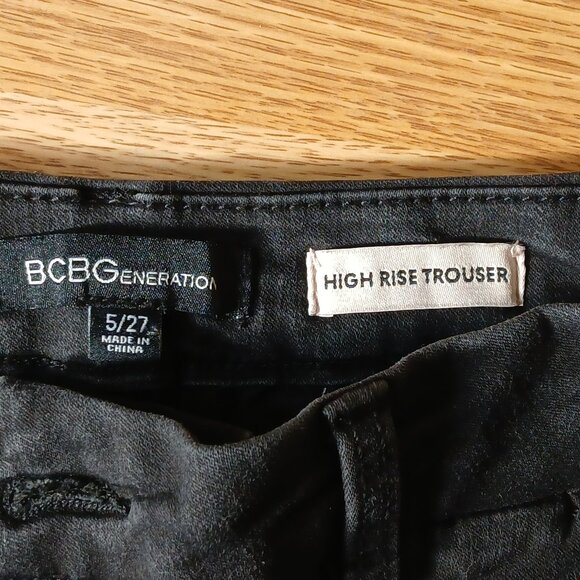 BCBGENERATION
HIGH RISE TROUSER
5/27
MADE IN
CHINA